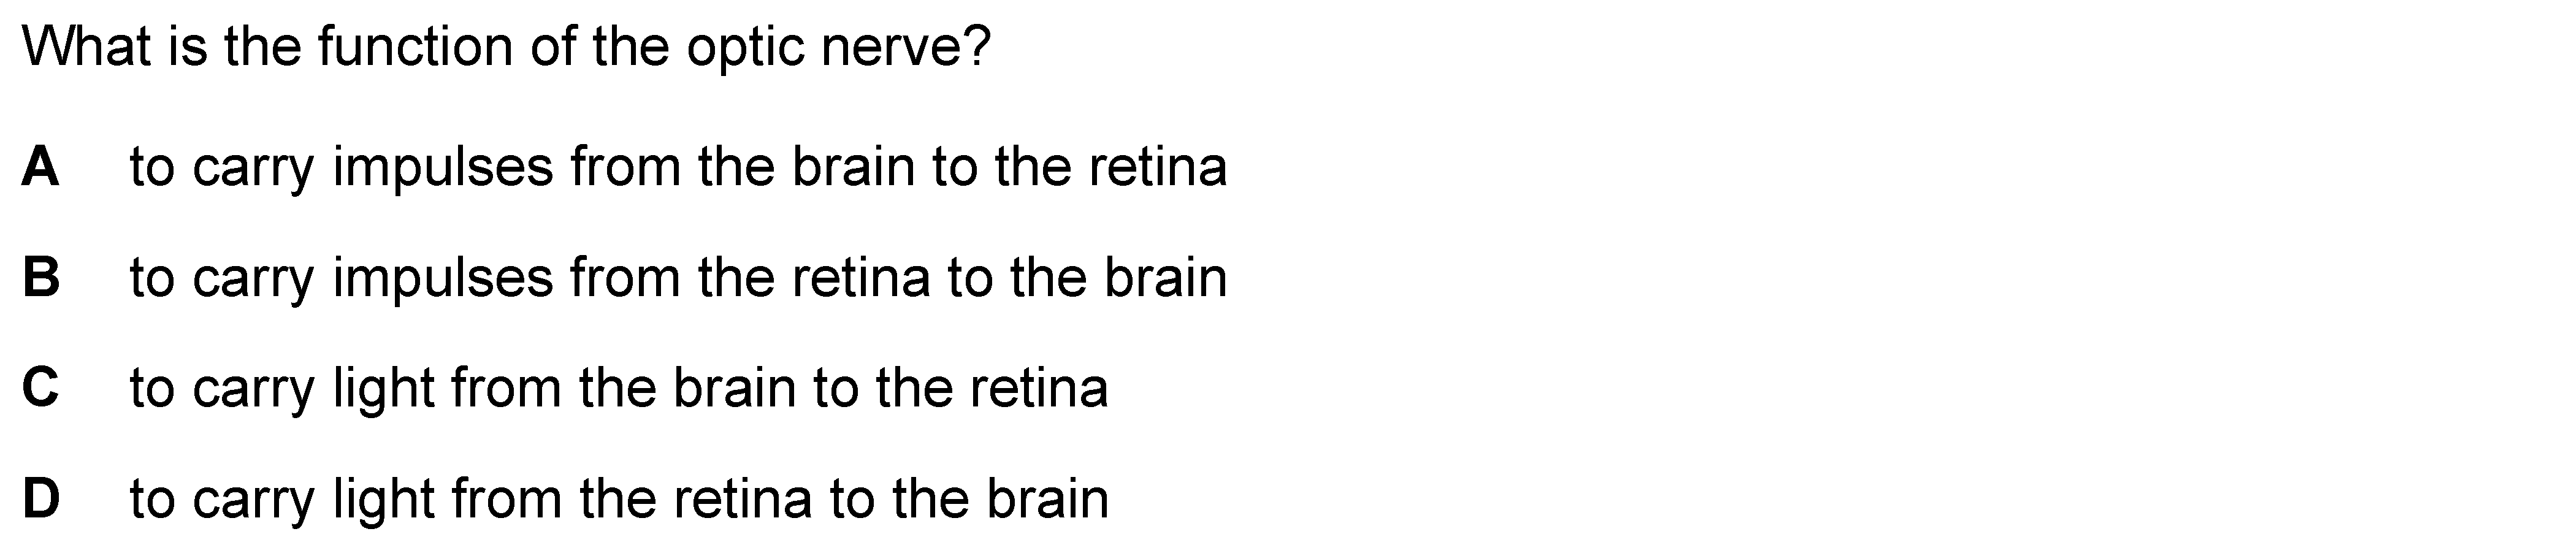 What is the function of the optic nerve?
A to carry impulses from the brain to the retina
B to carry impulses from the retina to the brain
C to carry light from the brain to the retina
D to carry light from the retina to the brain